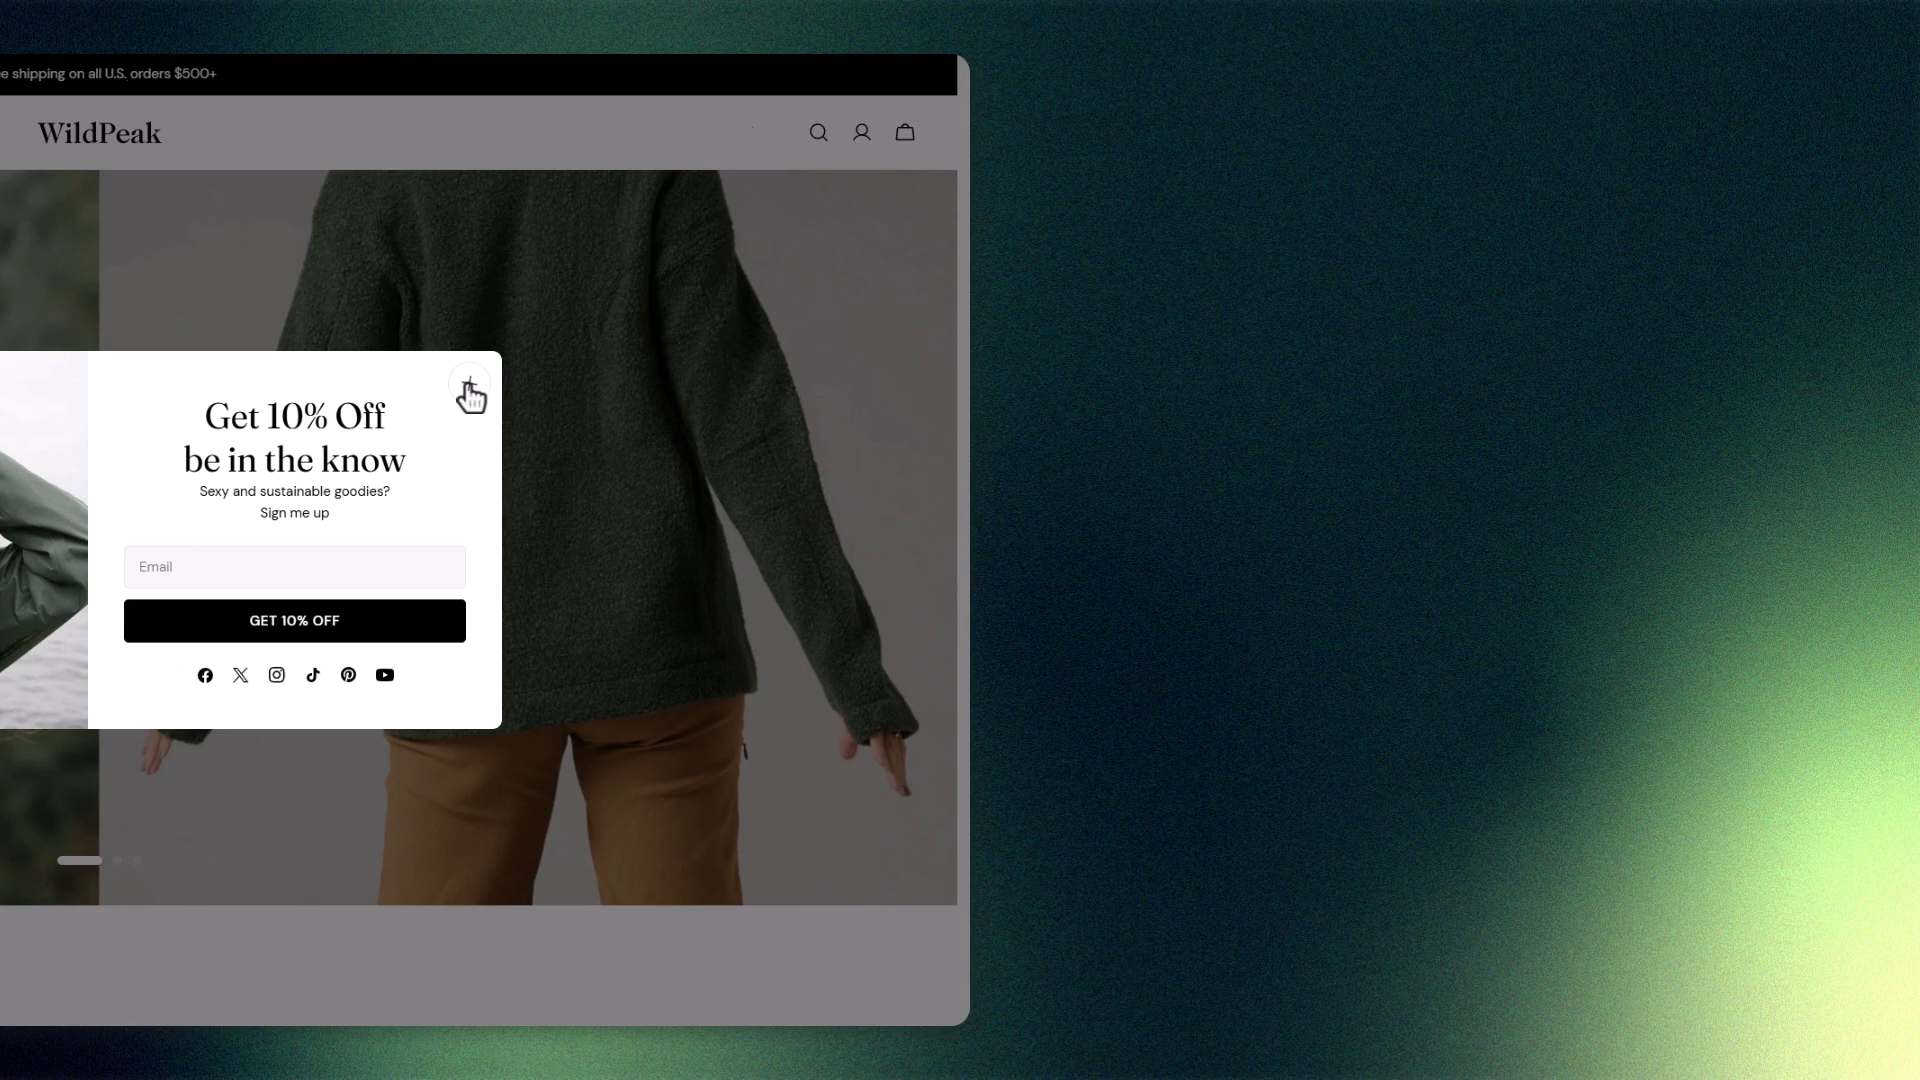 e shipping on all U.S. orders $500+
WildPeak
Get 10% Off
be in the know
Sexy and sustainable goodies?
Sign me up
Email
GET 10% OFF